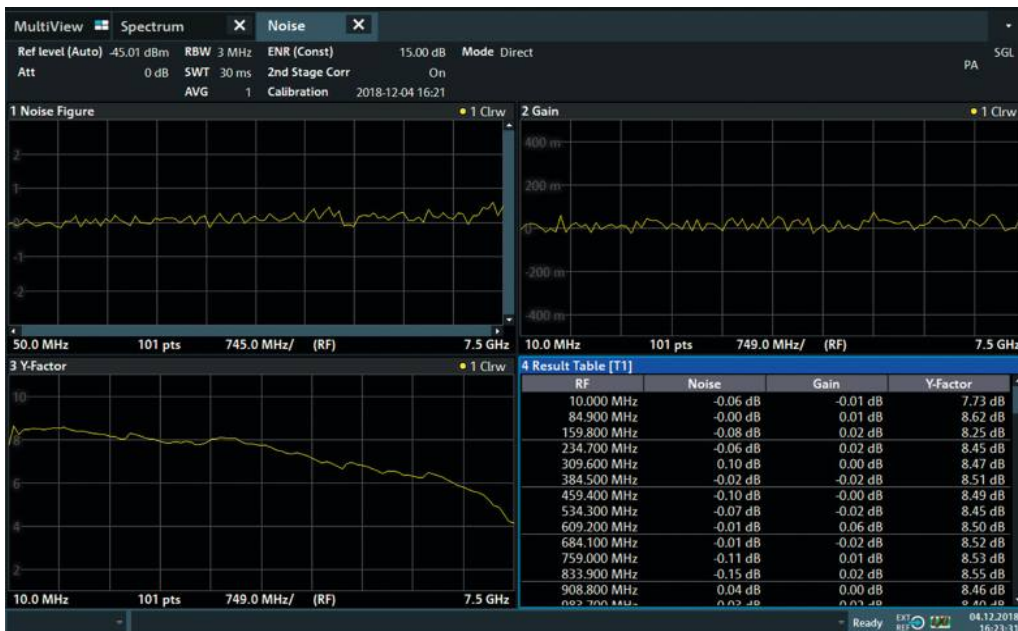 MultiView Spectrum Noise
Ref level (Auto) -45.01 dBm RBW 3 MHz ENR (Const) 15.00 dB Mode Direct
SGL
Att 0 dB SWT 30 ms 2nd Stage Corr On
PA
AVG 1 Calibration 2018-12-04 16:21
1 Noise Figure 1 Clrw
2
1
0
-1
-2
50.0 MHz 101 pts 745.0 MHz/ (RF) 7.5 GHz
2 Gain 1 Clrw
400 m
200 m
0
-200 m
-400 m
10.0 MHz 101 pts 749.0 MHz/ (RF) 7.5 GHz
3 Y-Factor 1 Clrw
10
8
6
4
2
10.0 MHz 101 pts 749.0 MHz/ (RF) 7.5 GHz
4 Result Table [T1]
RF Noise Gain Y-Factor
10.000 MHz -0.06 dB -0.01 dB 7.73 dB
84.900 MHz -0.00 dB 0.01 dB 8.62 dB
159.800 MHz -0.08 dB 0.02 dB 8.25 dB
234.700 MHz -0.06 dB 0.02 dB 8.45 dB
309.600 MHz 0.10 dB 0.00 dB 8.47 dB
384.500 MHz -0.02 dB -0.02 dB 8.51 dB
459.400 MHz -0.10 dB -0.00 dB 8.49 dB
534.300 MHz -0.07 dB -0.02 dB 8.45 dB
609.200 MHz -0.01 dB 0.06 dB 8.50 dB
684.100 MHz -0.01 dB -0.02 dB 8.52 dB
759.000 MHz -0.11 dB 0.01 dB 8.53 dB
833.900 MHz -0.15 dB 0.02 dB 8.55 dB
908.800 MHz 0.04 dB 0.00 dB 8.46 dB
Ready EXT REF 04.12.2018
16:23:31